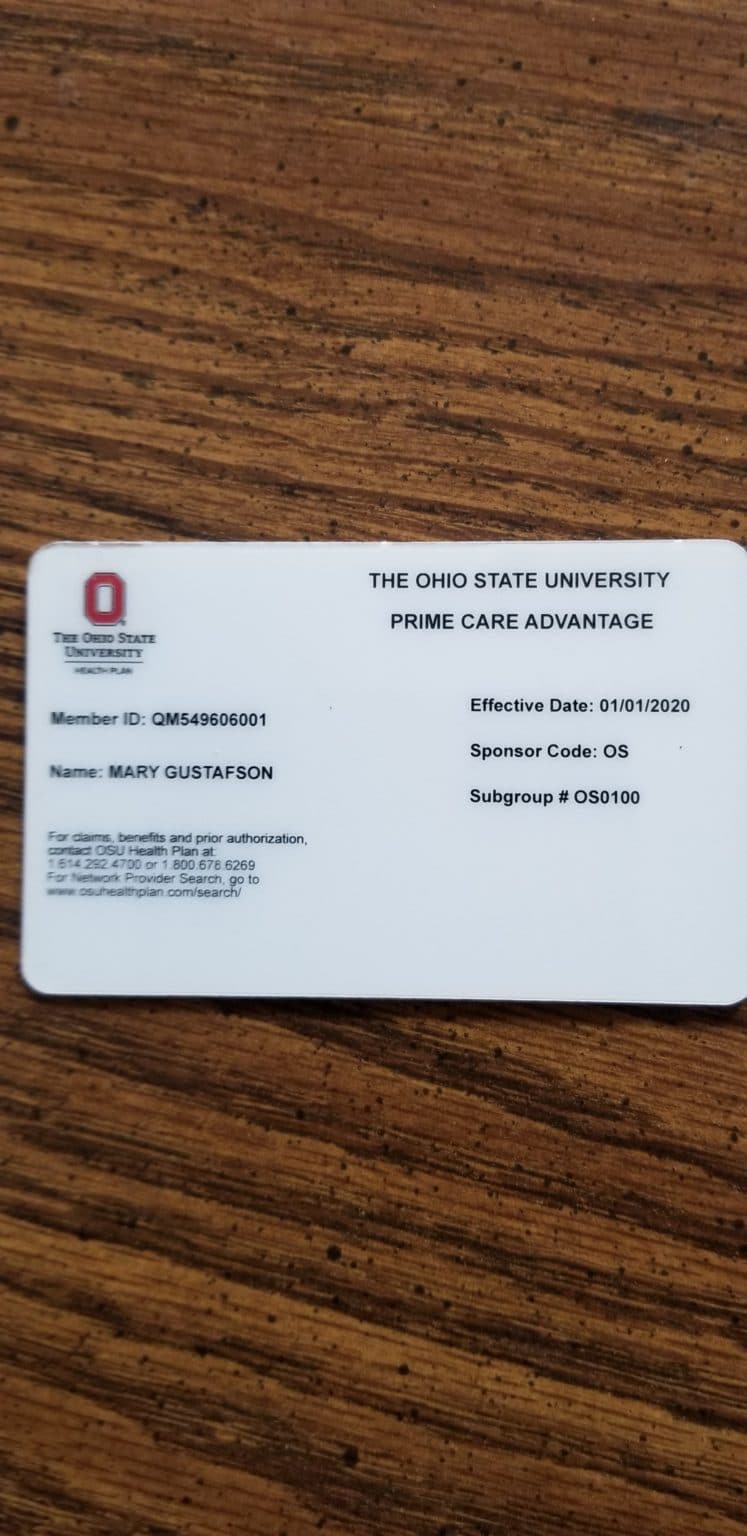 THE OHIO STATE UNIVERSITY
PRIME CARE ADVANTAGE
THE OHIO STATE
UNIVERSITY
HEALTH PLAN
Member ID: QM549606001
Name: MARY GUSTAFSON
Effective Date: 01/01/2020
Sponsor Code: OS
Subgroup # OS0100
For claims, benefits and prior authorization,
contact OSU Health Plan at:
1.614.292.4700 or 1.800.678.6269
For Network Provider Search, go to
www.osuhealthplan.com/search/